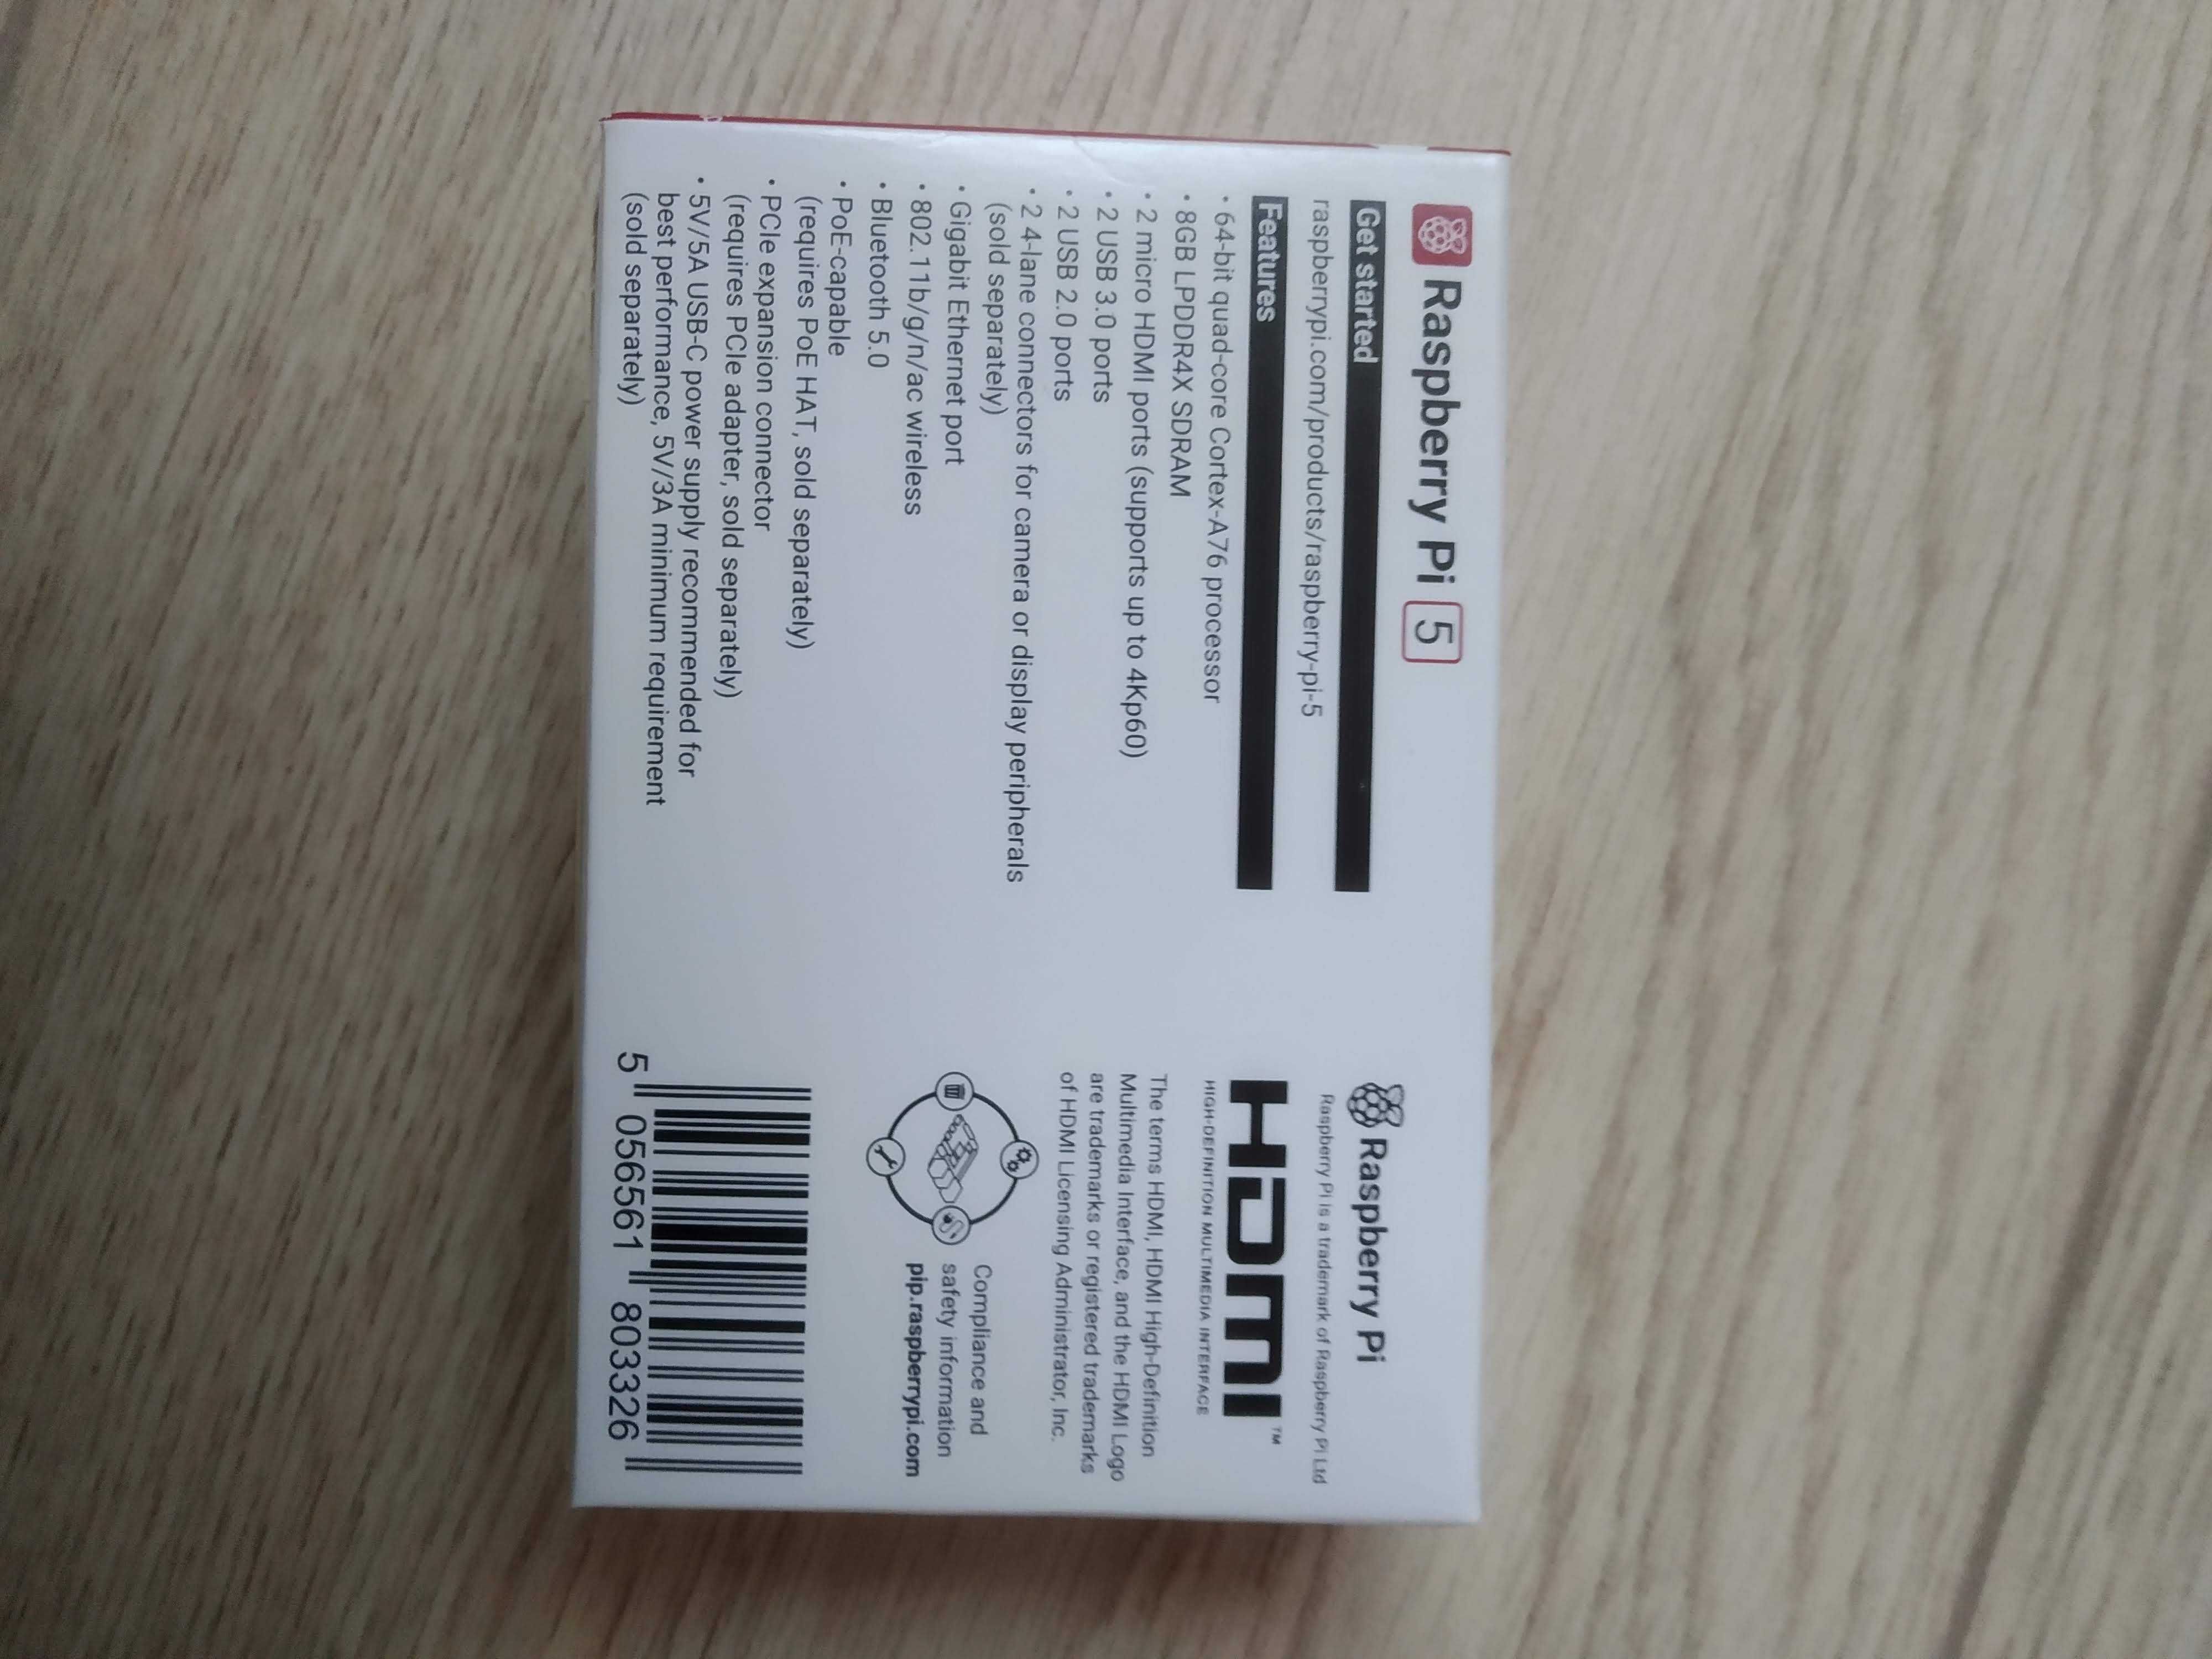 Raspberry Pi 5
Get started
raspberrypi.com/products/raspberry-pi-5
Features
• 64-bit quad-core Cortex-A76 processor
• 8GB LPDDR4X SDRAM
• 2 micro HDMI ports (supports up to 4Kp60)
• 2 USB 3.0 ports
• 2 USB 2.0 ports
• 2 4-lane connectors for camera or display peripherals
(sold separately)
• Gigabit Ethernet port
• 802.11b/g/n/ac wireless
• Bluetooth 5.0
• PoE-capable
(requires PoE HAT, sold separately)
• PCIe expansion connector
(requires PCIe adapter, sold separately)
• 5V/5A USB-C power supply recommended for
best performance, 5V/3A minimum requirement
(sold separately)
Raspberry Pi
Raspberry Pi is a trademark of Raspberry Pi Ltd
HDMI™
HIGH-DEFINITION MULTIMEDIA INTERFACE
The terms HDMI, HDMI High-Definition
Multimedia Interface, and the HDMI Logo
are trademarks or registered trademarks
of HDMI Licensing Administrator, Inc.
Compliance and
safety information
pip.raspberrypi.com
5 056561 803326